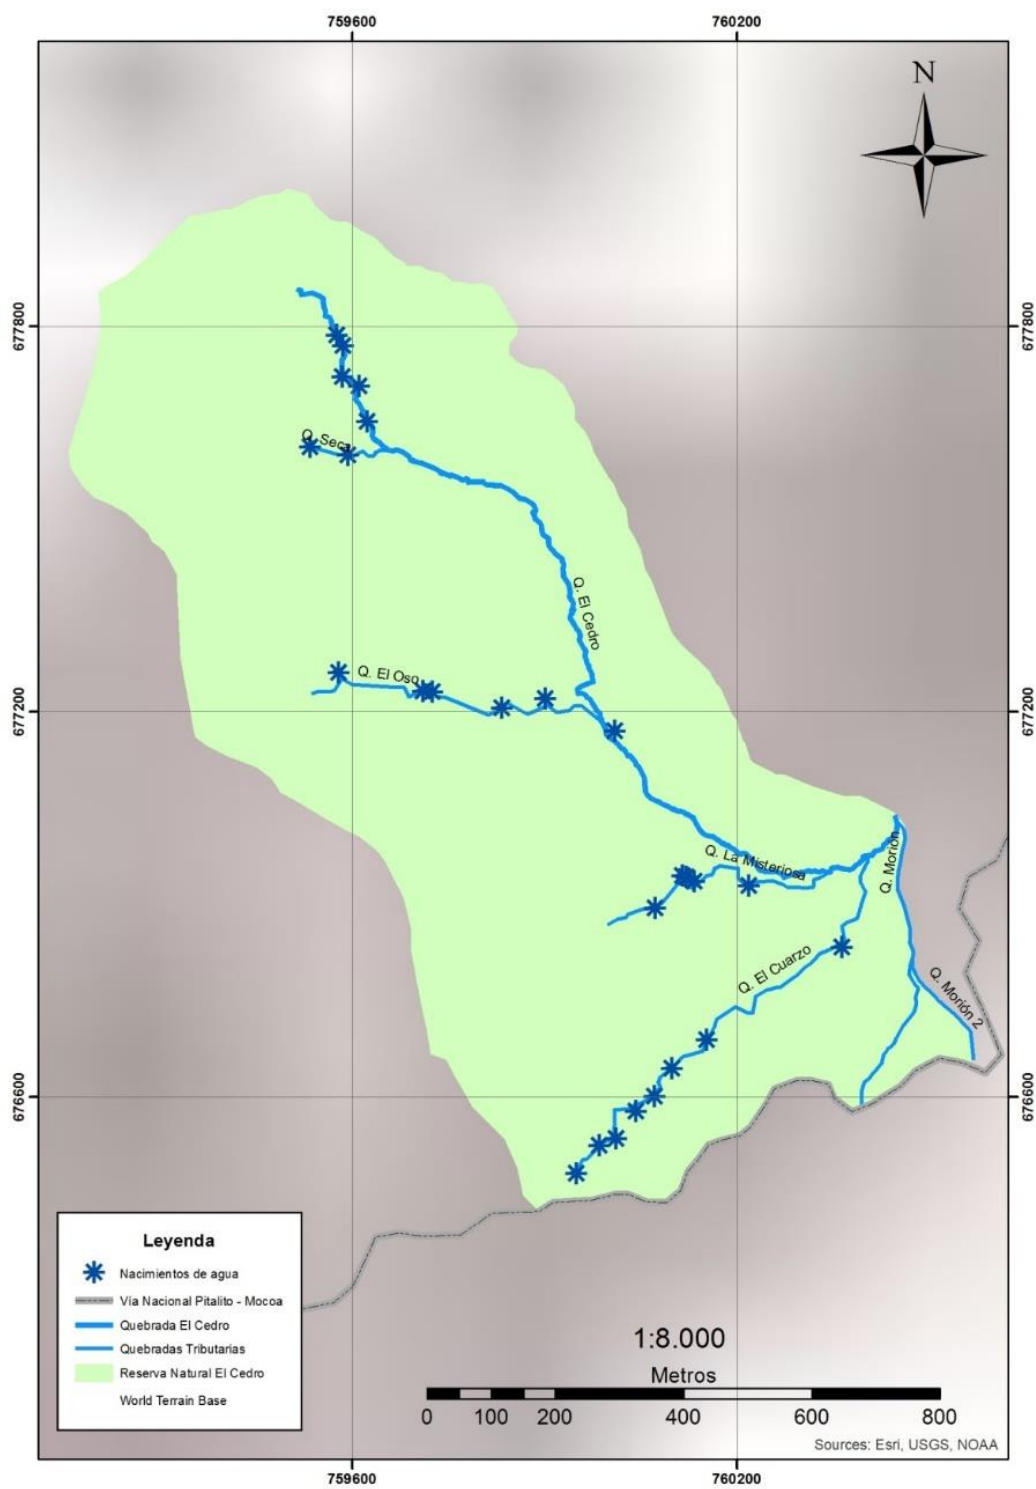 759600
760200
N
677800
677800
Q. Seca
Q. El Cedro
Q. El Oso
677200
677200
Q. La Misteriosa
Q. Morión
Q. El Cuarzo
Q. Morión 2
676600
676600
Leyenda
Nacimientos de agua
Vía Nacional Pitalito - Mocoa
Quebrada El Cedro
Quebradas Tributarias
Reserva Natural El Cedro
World Terrain Base
1:8.000
Metros
0 100 200 400 600 800
Sources: Esri, USGS, NOAA
759600
760200